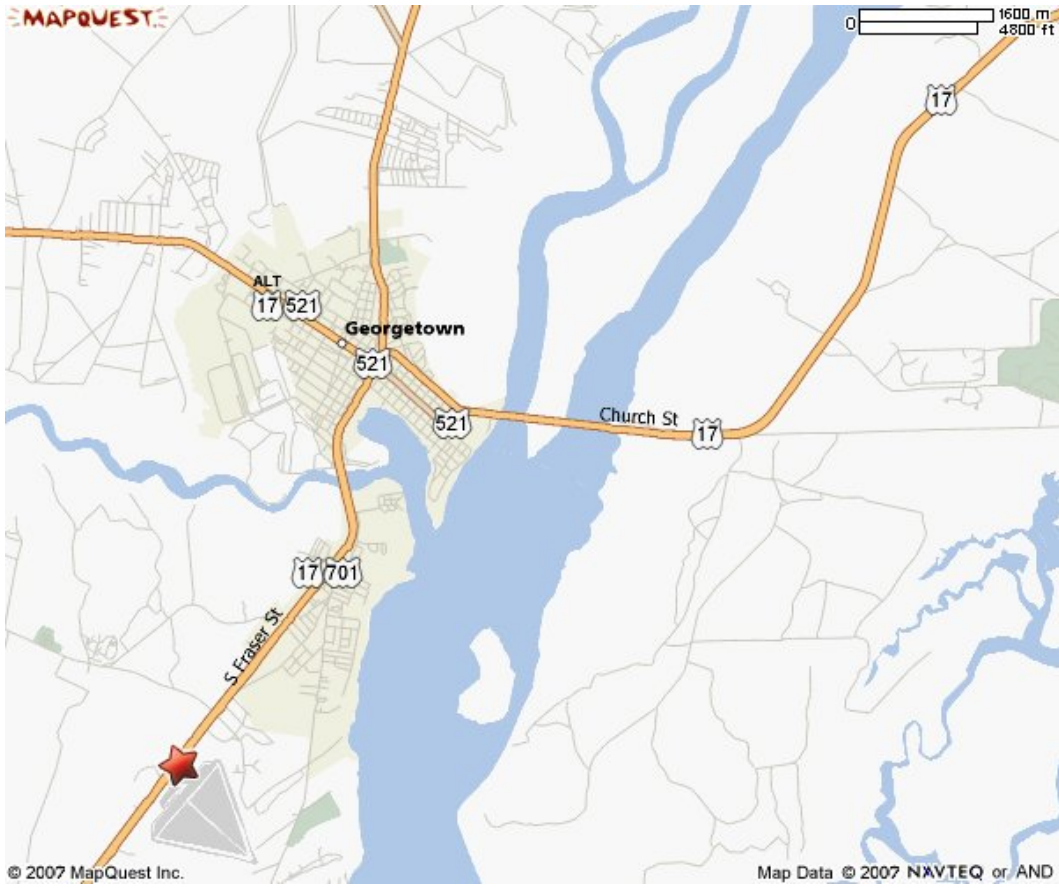 MAPQUEST.
0 1600 m
4800 ft
17
ALT
17 521
Georgetown
521
521
Church St
17
17 701
S Fraser St
© 2007 MapQuest Inc.
Map Data © 2007 NAVTEQ or AND